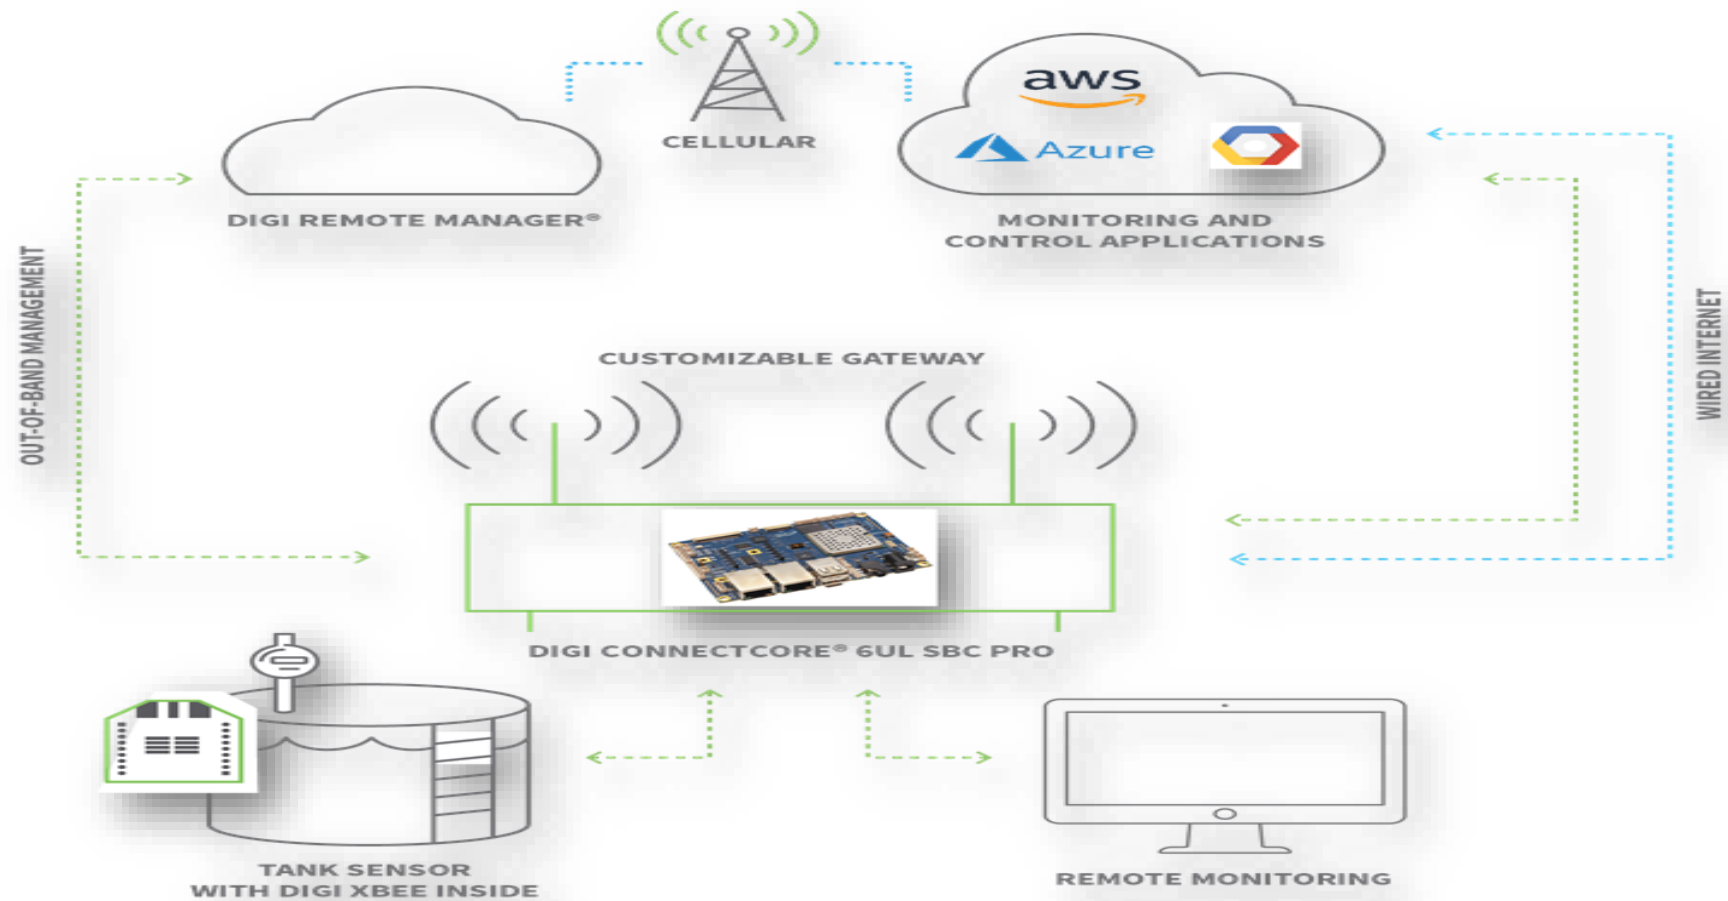 CELLULAR
aws
Azure
DIGI REMOTE MANAGER®
MONITORING AND
CONTROL APPLICATIONS
OUT-OF-BAND MANAGEMENT
WIRED INTERNET
CUSTOMIZABLE GATEWAY
DIGI CONNECTCORE® 6UL SBC PRO
TANK SENSOR
WITH DIGI XBEE INSIDE
REMOTE MONITORING